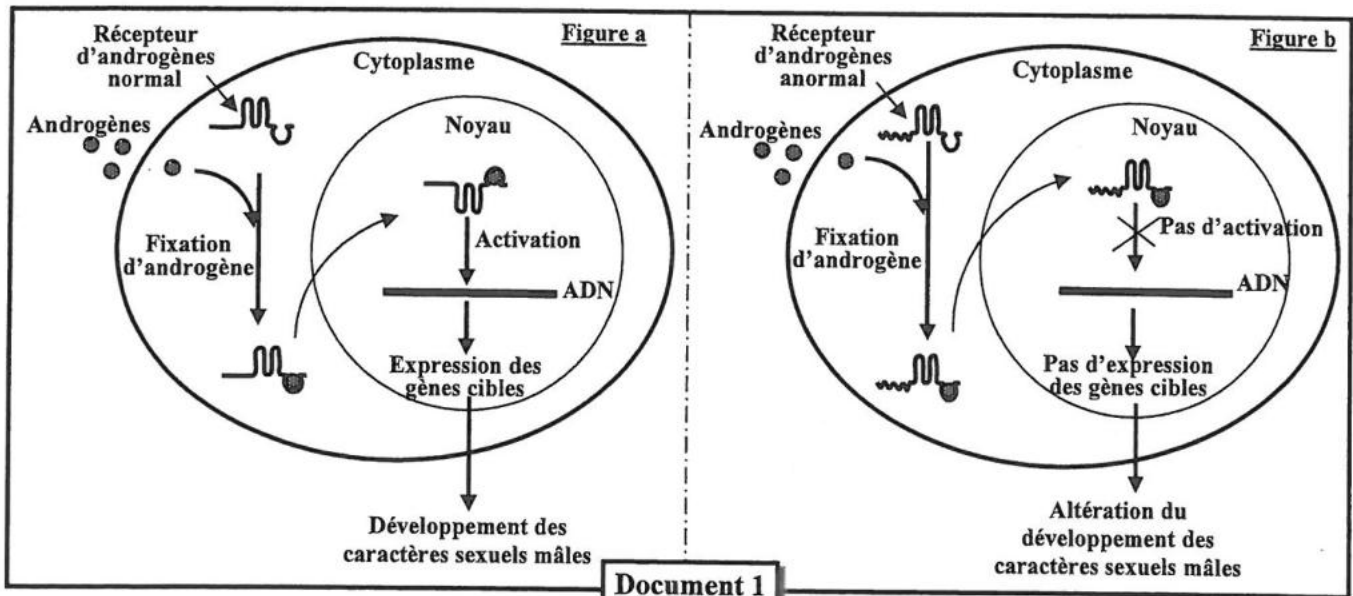 Figure a
Récepteur
d'androgènes
normal
Cytoplasme
Androgènes
Noyau
Fixation
d'androgène
Activation
ADN
Expression des
gènes cibles
Développement des
caractères sexuels mâles
Figure b
Récepteur
d'androgènes
anormal
Cytoplasme
Androgènes
Noyau
Fixation
d'androgène
Pas d'activation
ADN
Pas d'expression
des gènes cibles
Altération du
développement des
caractères sexuels mâles
Document 1